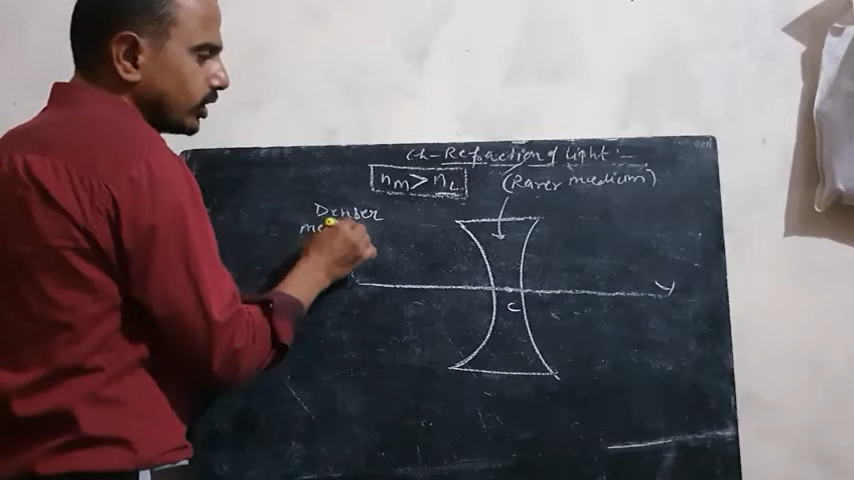 Ch- Refraction of light :-
nM > nL
(Rarer medium)
Denser
me
C